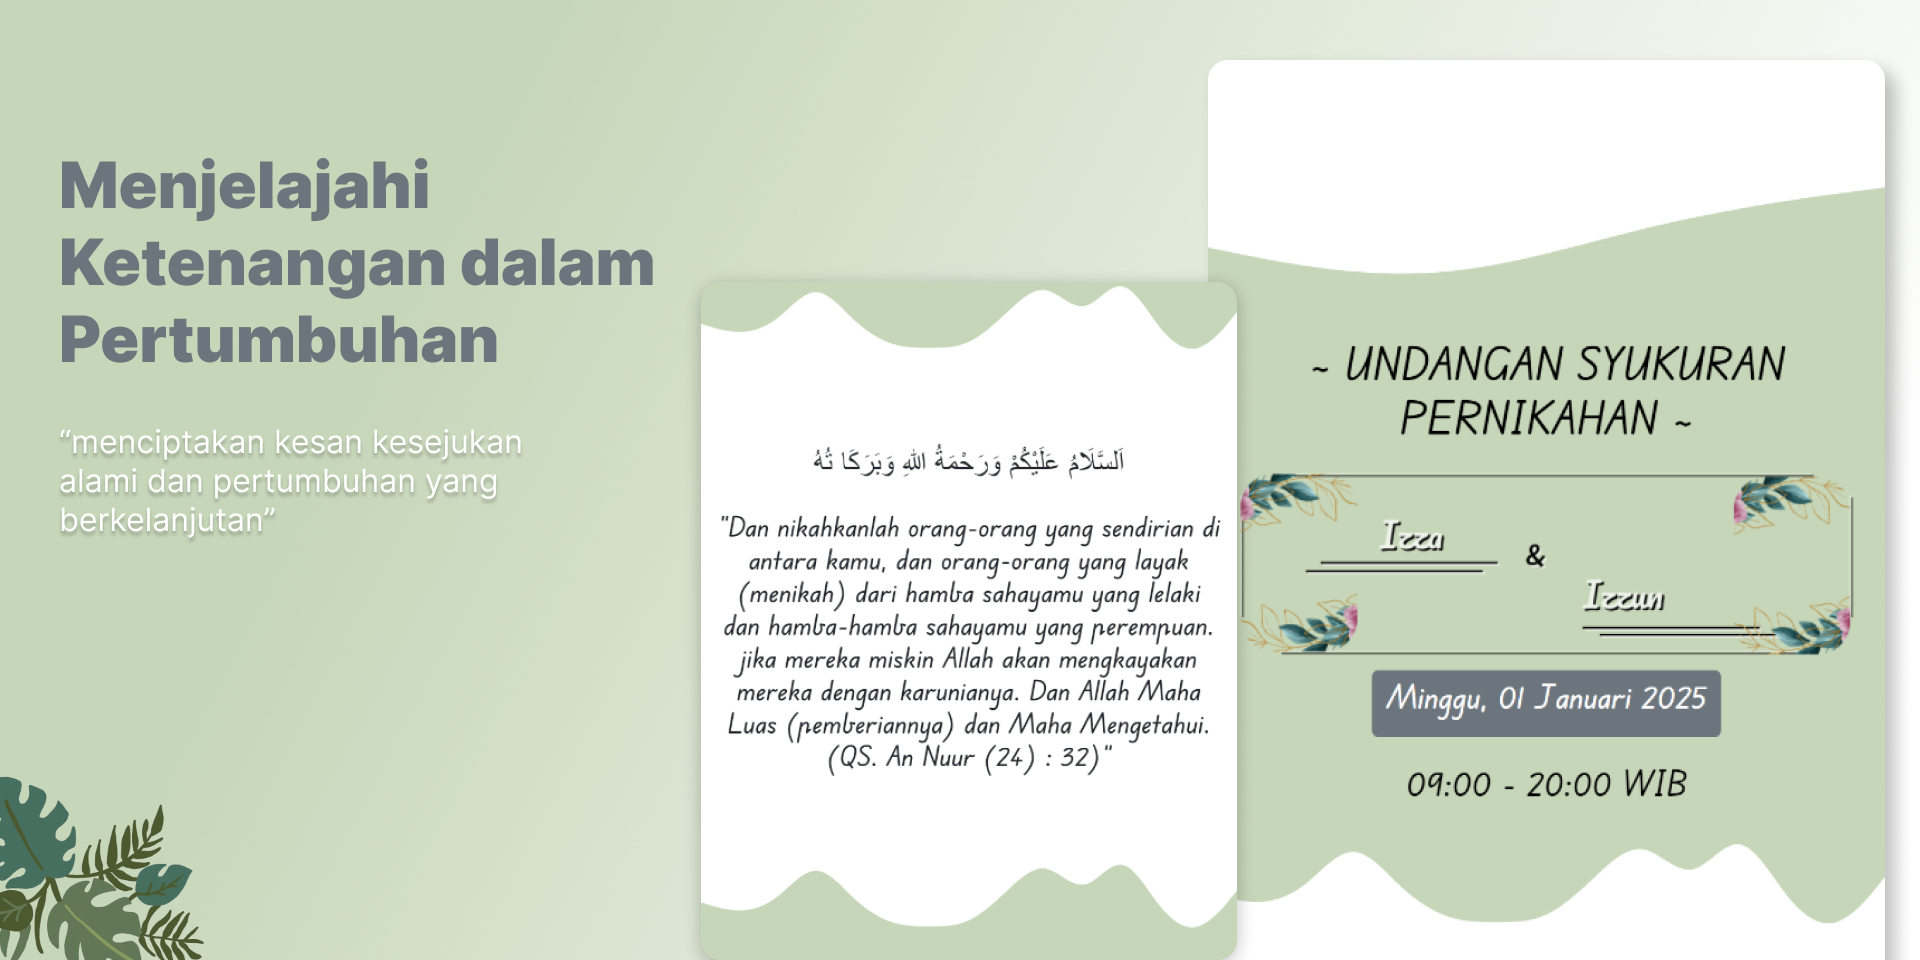 Menjelajahi
Ketenangan dalam
Pertumbuhan
“menciptakan kesan kesejukan
alami dan pertumbuhan yang
berkelanjutan”
اَلسَّلَامُ عَلَيْكُمْ وَرَحْمَةُ اللهِ وَبَرَكَا تُهُ
"Dan nikahkanlah orang-orang yang sendirian di
antara kamu, dan orang-orang yang layak
(menikah) dari hamba sahayamu yang lelaki
dan hamba-hamba sahayamu yang perempuan.
jika mereka miskin Allah akan mengkayakan
mereka dengan karunianya. Dan Allah Maha
Luas (pemberiannya) dan Maha Mengetahui.
(QS. An Nuur (24) : 32)"
~ UNDANGAN SYUKURAN
PERNIKAHAN ~
Izza
&
Izzun
Minggu, 01 Januari 2025
09:00 - 20:00 WIB